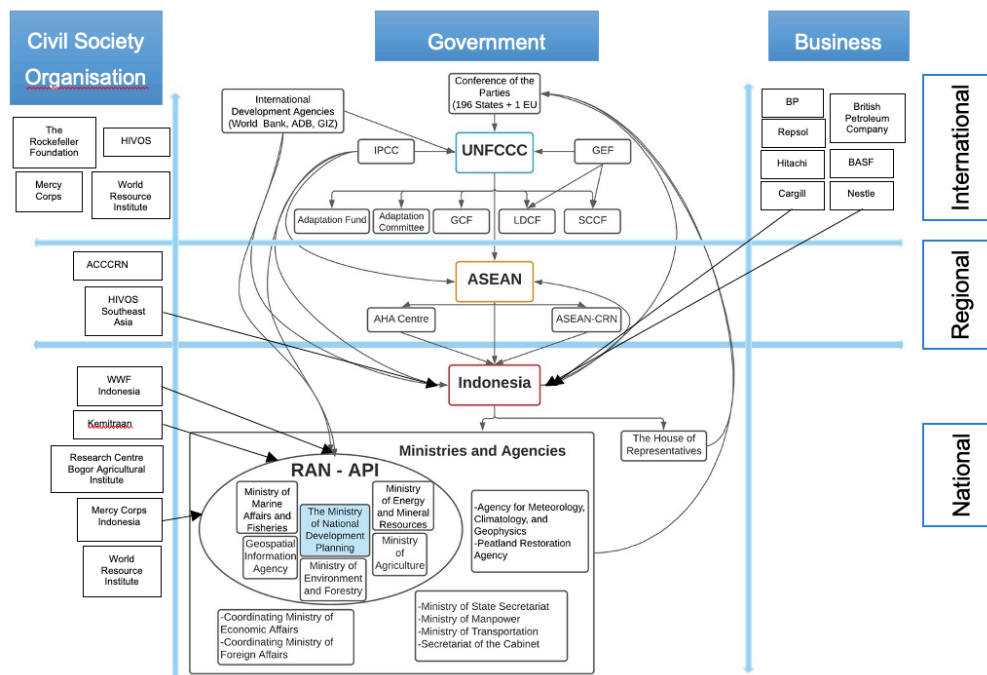 Civil Society
Organisation
Government
Business
International
Regional
National
The
Rockefeller
Foundation
HIVOS
Mercy
Corps
World
Resource
Institute
ACCCRN
HIVOS
Southeast
Asia
WWF
Indonesia
Kemitraan
Research Centre
Bogor Agricultural
Institute
Mercy Corps
Indonesia
World
Resource
Institute
International
Development Agencies
(World Bank, ADB, GIZ)
Conference of the
Parties
(196 States + 1 EU
IPCC
UNFCCC
GEF
Adaptation Fund
Adaptation
Committee
GCF
LDCF
SCCF
ASEAN
AHA Centre
ASEAN-CRN
Indonesia
The House of
Representatives
Ministries and Agencies
RAN - API
Ministry of
Marine
Affairs and
Fisheries
The Ministry
of National
Development
Planning
Ministry
of Energy
and Mineral
Resources
Geospatial
Information
Agency
Ministry of
Environment
and Forestry
Ministry
of
Agriculture
-Agency for Meteorology,
Climatology, and
Geophysics
-Peatland Restoration
Agency
-Coordinating Ministry of
Economic Affairs
-Coordinating Ministry of
Foreign Affairs
-Ministry of State Secretariat
-Ministry of Manpower
-Ministry of Transportation
-Secretariat of the Cabinet
BP
British
Petroleum
Company
Repsol
Hitachi
BASF
Cargill
Nestle